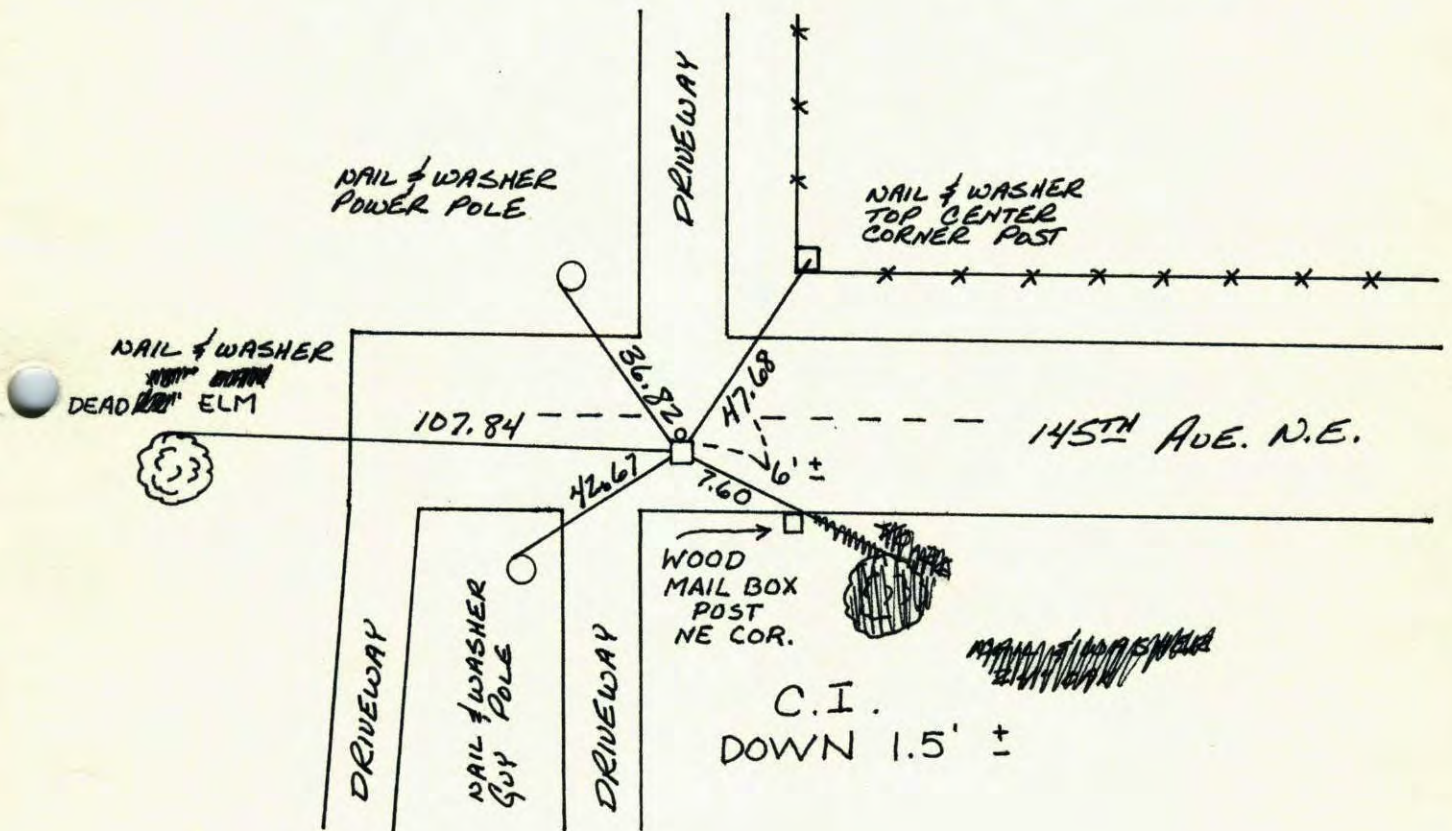 DRIVEWAY
NAIL & WASHER
POWER POLE
NAIL & WASHER
TOP CENTER
CORNER POST
NAIL & WASHER
DEAD ELM
36.82
47.68
107.84
145TH AVE. N.E.
42.67
7.60
6' ±
WOOD
MAIL BOX
POST
NE COR.
DRIVEWAY
NAIL & WASHER
GUY POLE
DRIVEWAY
C.I.
DOWN 1.5' ±